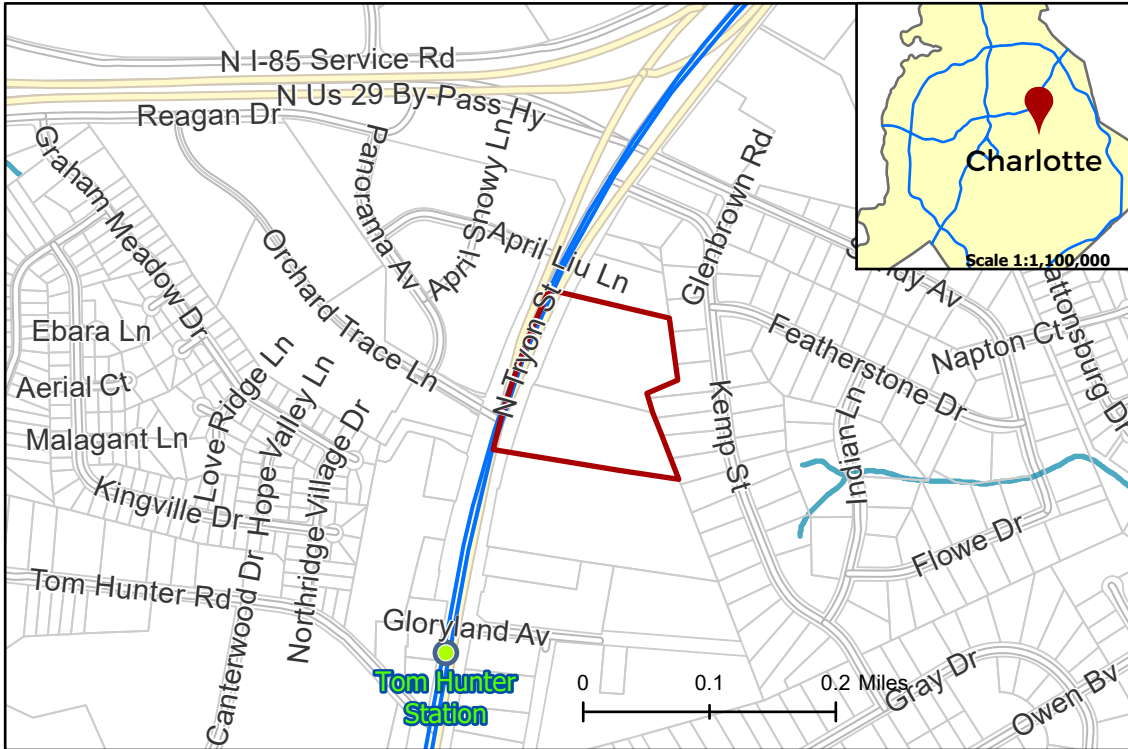 N I-85 Service Rd
N Us 29 By-Pass Hy
Reagan Dr
Panorama Av
April Snowy Ln
Graham Meadow Dr
Orchard Trace Ln
April Liu Ln
N Tryon St
Glenbrown Rd
Charlotte
Scale 1:1,100,000
Featherstone Dr
Napton Ct
Kemp St
Indian Ln
Flowe Dr
Ebara Ln
Aerial Ct
Malagant Ln
Love Ridge Ln
Hope Valley Ln
Northridge Village Dr
Kingville Dr
Canterwood Dr
Tom Hunter Rd
Gloryland Av
Tom Hunter
Station
0 0.1 0.2 Miles
Gray Dr
Owen Bv